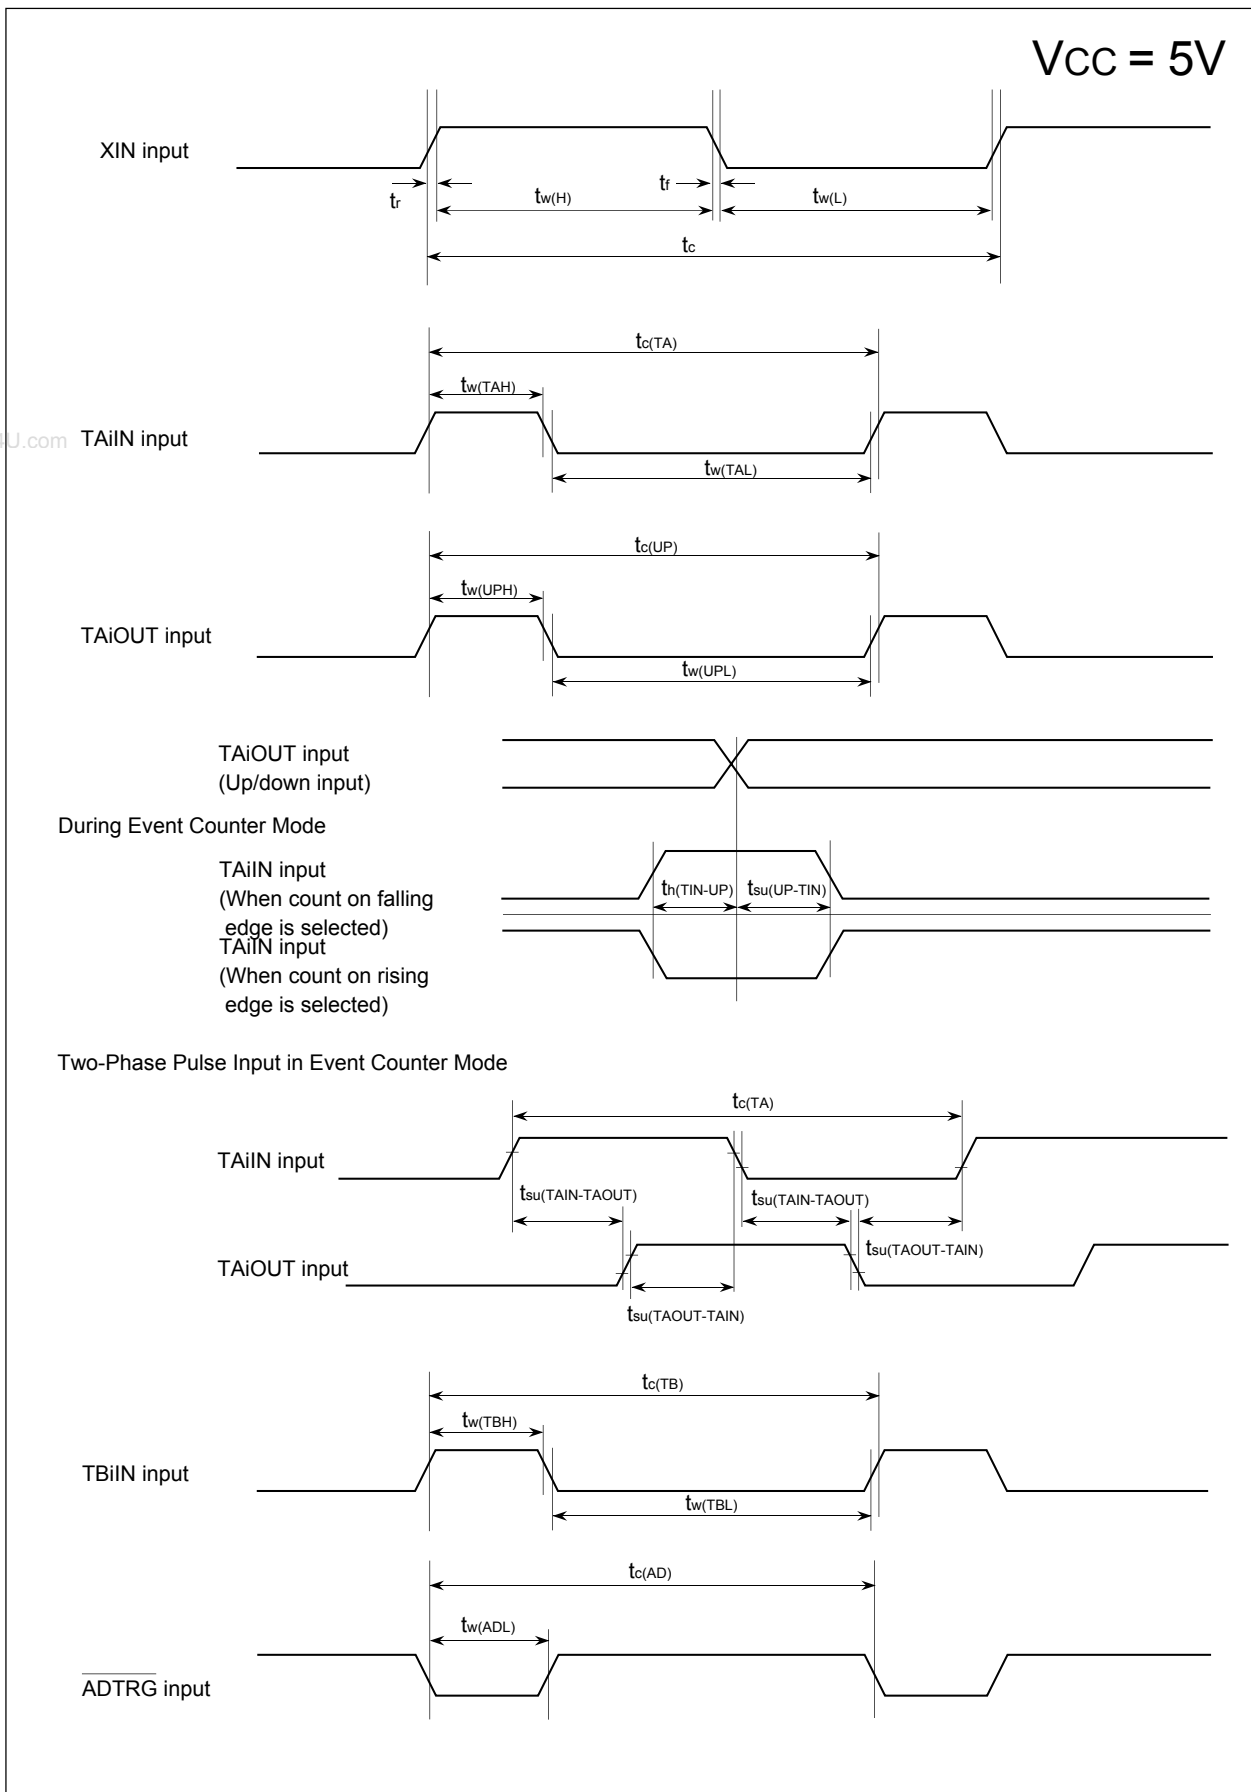 VCC = 5V
XIN input
tr
tw(H)
tf
tw(L)
tc
tc(TA)
tw(TAH)
4U.com
TAiIN input
tw(TAL)
tc(UP)
tw(UPH)
TAiOUT input
tw(UPL)
TAiOUT input
(Up/down input)
During Event Counter Mode
TAiIN input
(When count on falling
edge is selected)
th(TIN-UP)
tsu(UP-TIN)
TAiIN input
(When count on rising
edge is selected)
Two-Phase Pulse Input in Event Counter Mode
tc(TA)
TAiIN input
tsu(TAIN-TAOUT)
tsu(TAIN-TAOUT)
tsu(TAOUT-TAIN)
TAiOUT input
tsu(TAOUT-TAIN)
tc(TB)
tw(TBH)
TBiIN input
tw(TBL)
tc(AD)
tw(ADL)
ADTRG input